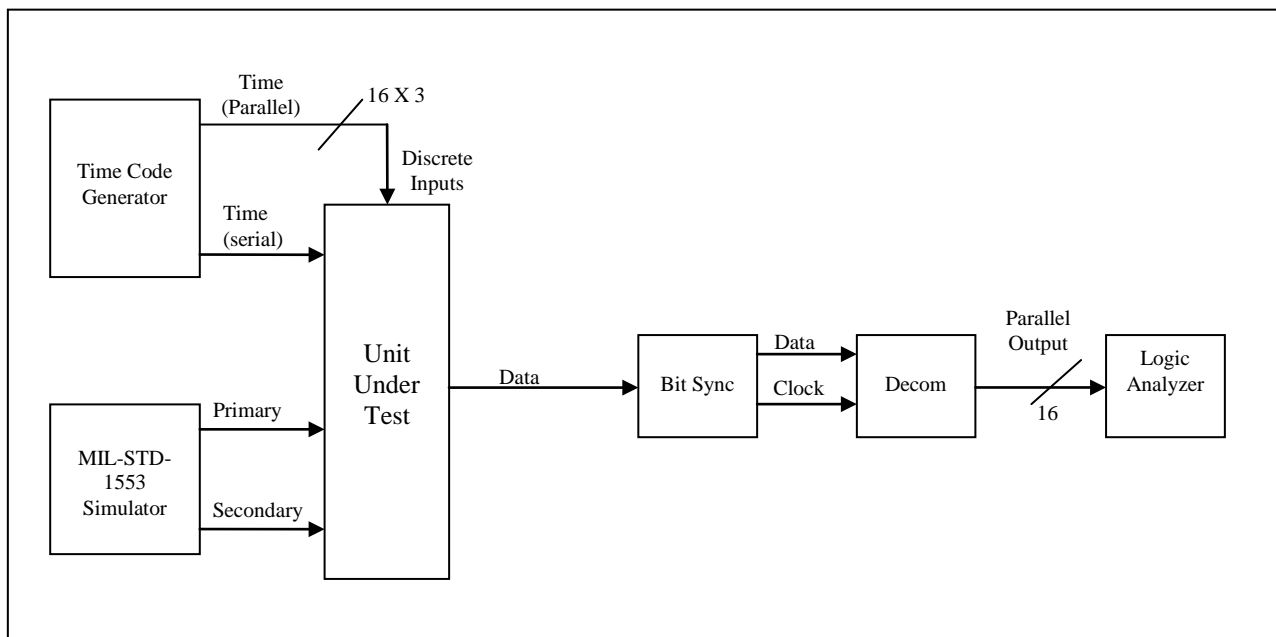 Time
(Parallel)
16 X 3
Time Code
Generator
Discrete
Inputs
Time
(serial)
Unit
Under
Test
Data
Bit Sync
Data
Clock
Decom
Parallel
Output
16
Logic
Analyzer
Primary
MIL-STD-
1553
Simulator
Secondary